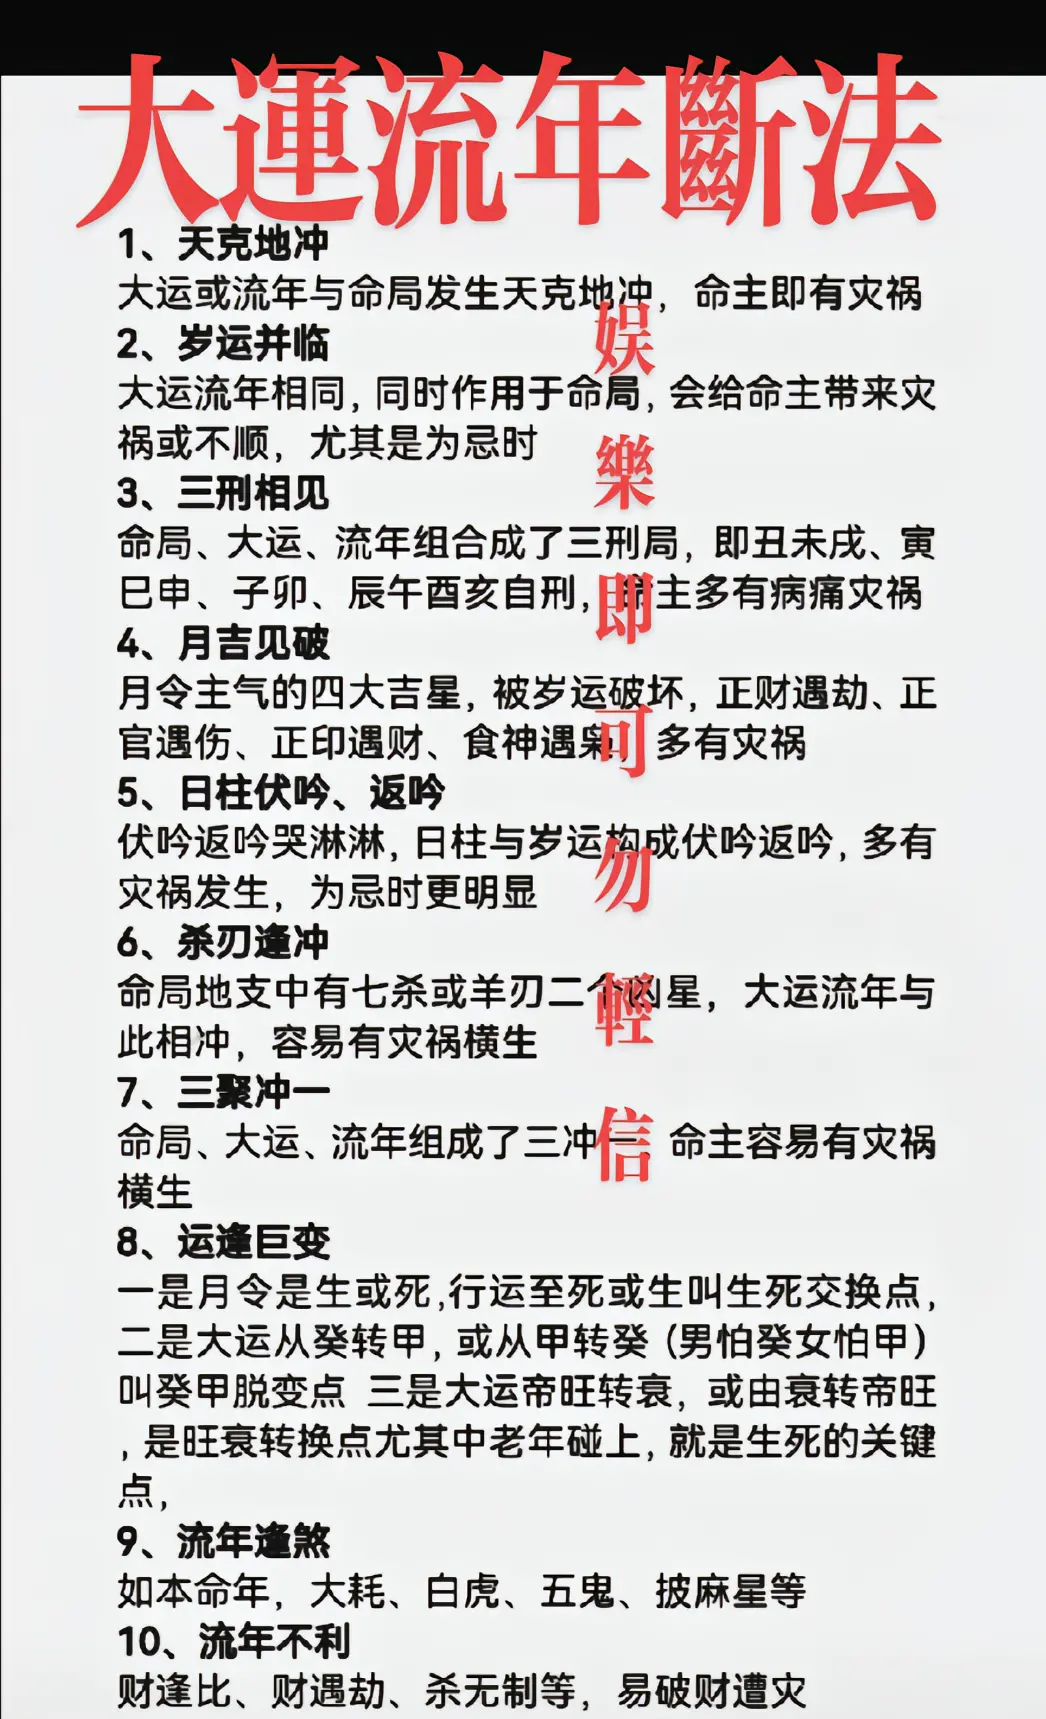 大運流年斷法
1、天克地冲
大运或流年与命局发生天克地冲，命主即有灾祸
2、岁运并临
大运流年相同，同时作用于命局，会给命主带来灾
祸或不顺，尤其是为忌时
3、三刑相见
命局、大运、流年组合成了三刑局，即丑未戌、寅
巳申、子卯、辰午酉亥自刑，命主多有病痛灾祸
4、月吉见破
月令主气的四大吉星，被岁运破坏，正财遇劫、正
官遇伤、正印遇财、食神遇枭，多有灾祸
5、日柱伏吟、返吟
伏吟返吟哭淋淋，日柱与岁运构成伏吟返吟，多有
灾祸发生，为忌时更明显
6、杀刃逢冲
命局地支中有七杀或羊刃二个凶星，大运流年与
此相冲，容易有灾祸横生
7、三聚冲一
命局、大运、流年组成了三冲一、命主容易有灾祸
横生
8、运逢巨变
一是月令是生或死,行运至死或生叫生死交换点，
二是大运从癸转甲，或从甲转癸（男怕癸女怕甲）
叫癸甲脱变点 三是大运帝旺转衰，或由衰转帝旺
，是旺衰转换点尤其中老年碰上，就是生死的关键
点，
9、流年逢煞
如本命年，大耗、白虎、五鬼、披麻星等
10、流年不利
财逢比、财遇劫、杀无制等，易破财遭灾
娱樂即可勿輕信